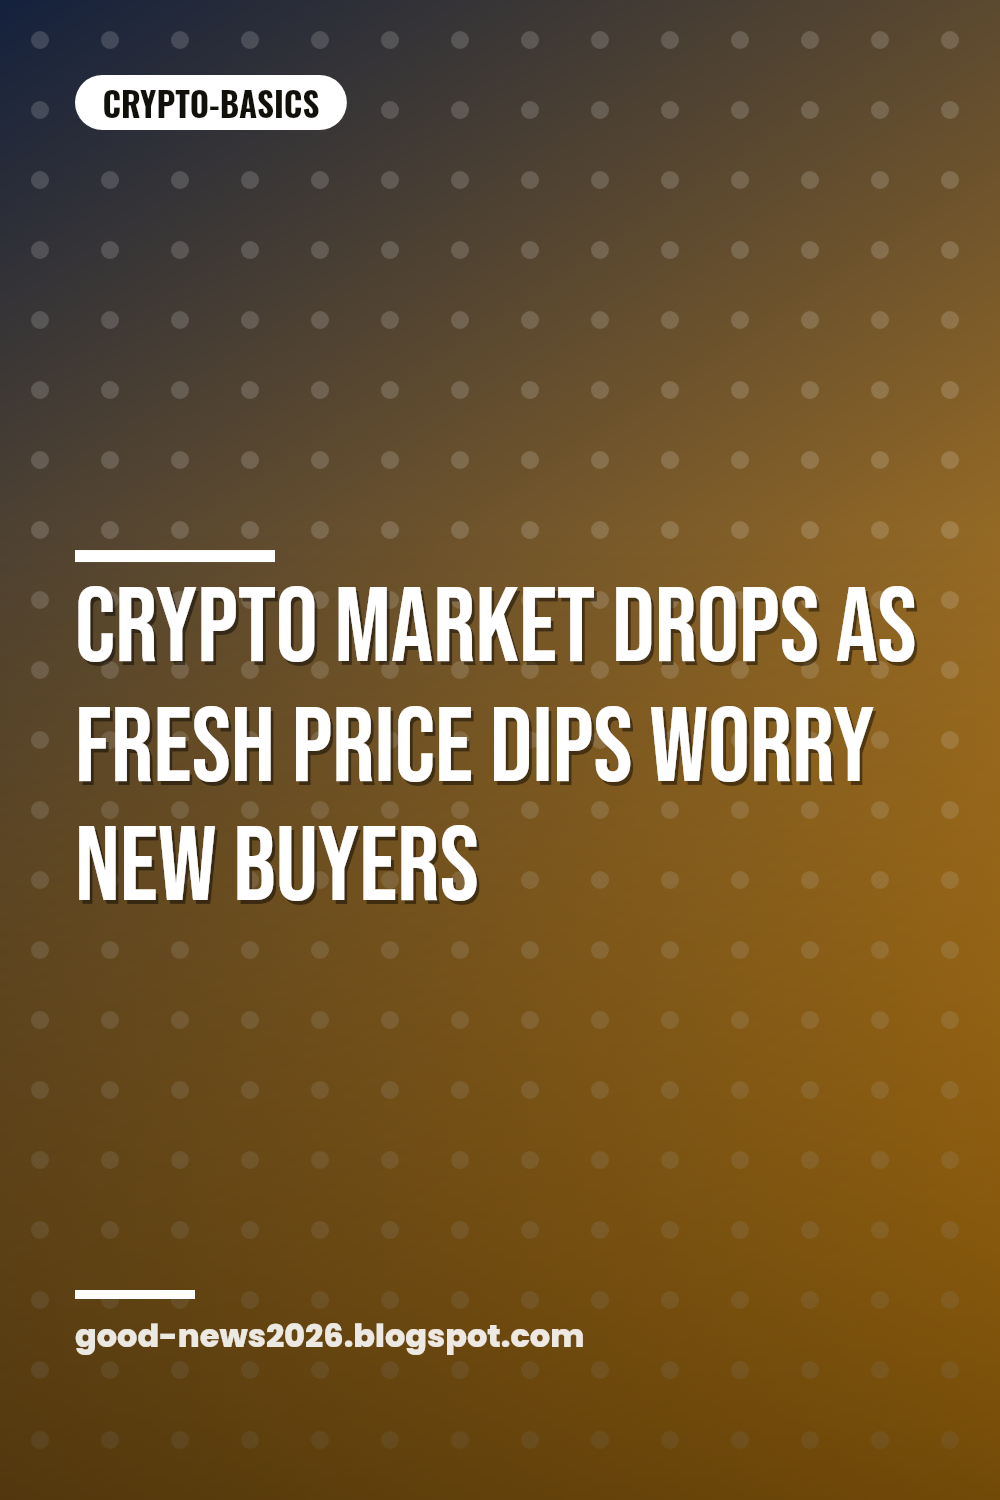 CRYPTO-BASICS
CRYPTO MARKET DROPS AS
FRESH PRICE DIPS WORRY
NEW BUYERS
good-news2026.blogspot.com